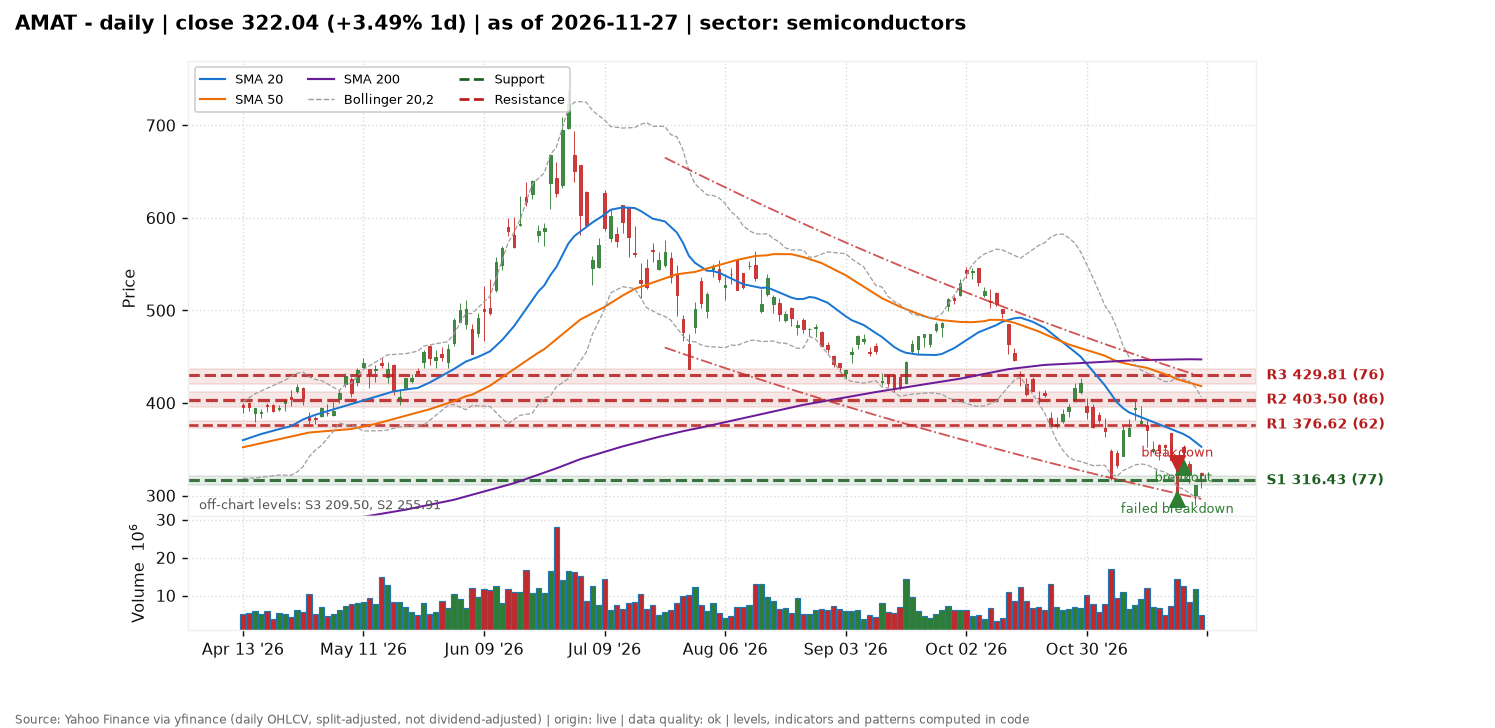 AMAT - daily | close 322.04 (+3.49% 1d) | as of 2026-11-27 | sector: semiconductors
SMA 20
SMA 50
SMA 200
Bollinger 20,2
Support
Resistance
Price
700
600
500
400
300
R3 429.81 (76)
R2 403.50 (86)
R1 376.62 (62)
S1 316.43 (77)
breakdown
breakout
failed breakdown
off-chart levels: S3 209.50, S2 255.91
Volume 10⁶
30
20
10
Apr 13 '26
May 11 '26
Jun 09 '26
Jul 09 '26
Aug 06 '26
Sep 03 '26
Oct 02 '26
Oct 30 '26
Source: Yahoo Finance via yfinance (daily OHLCV, split-adjusted, not dividend-adjusted) | origin: live | data quality: ok | levels, indicators and patterns computed in code